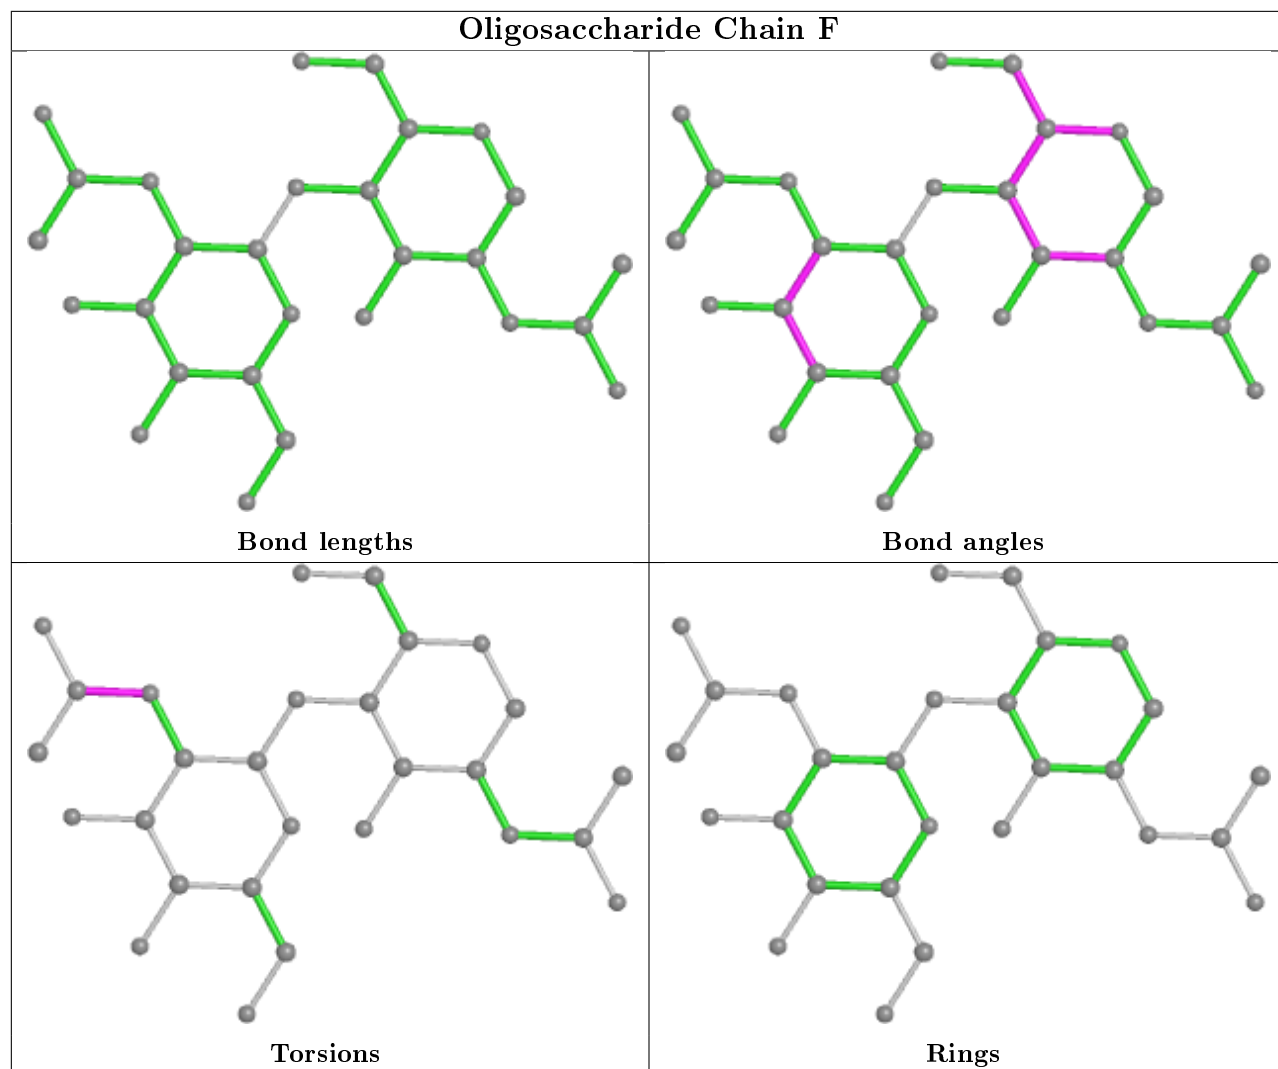 Oligosaccharide Chain F
Bond lengths
Bond angles
Torsions
Rings